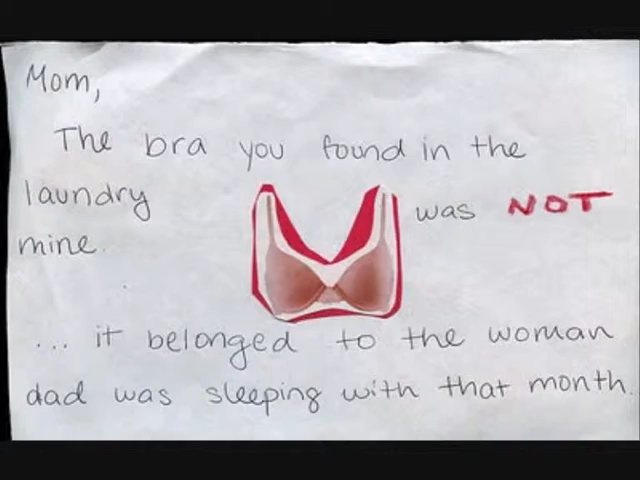 Mom,
The bra you found in the
laundry was NOT
mine.
... it belonged to the woman
dad was sleeping with that month.